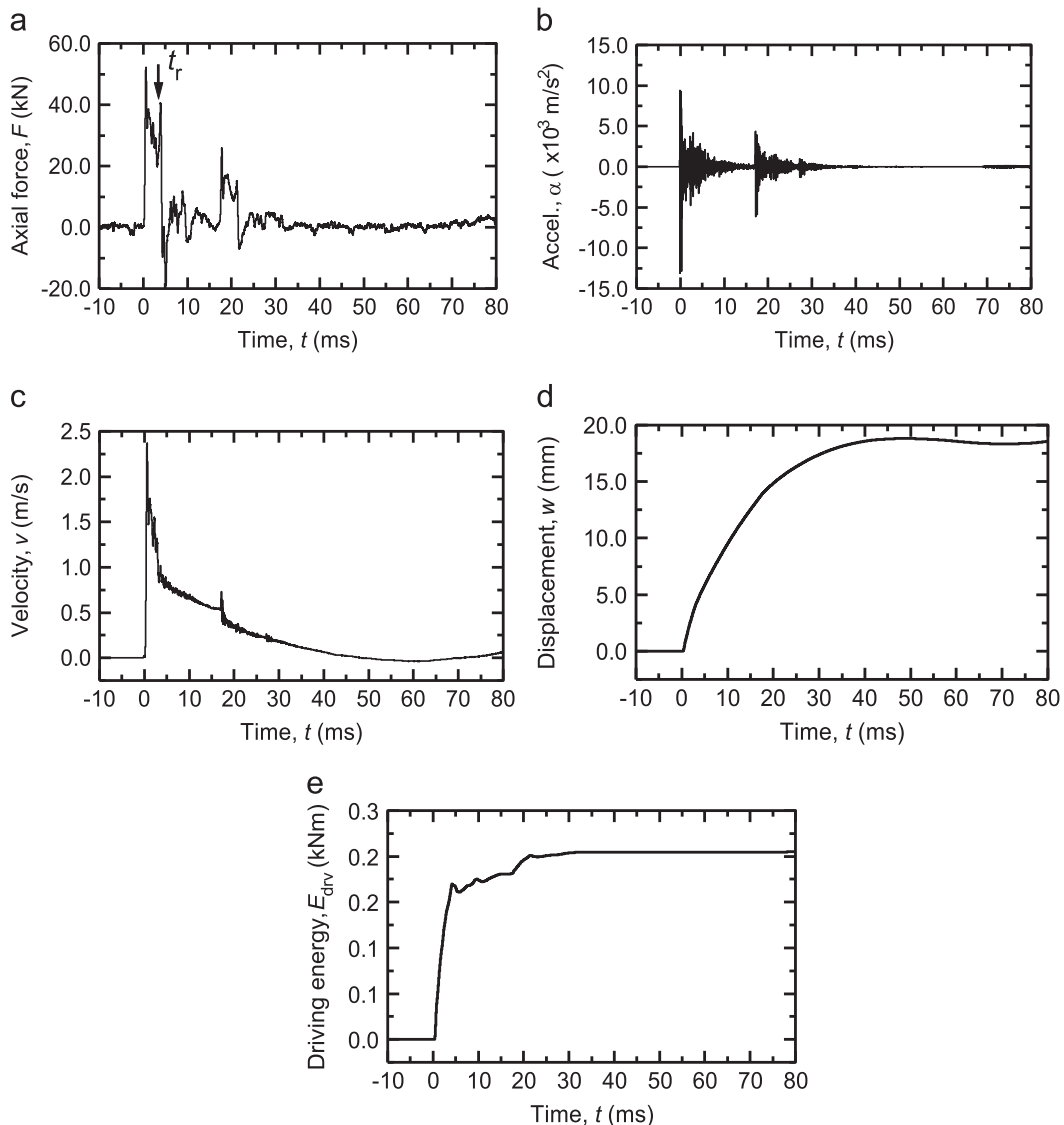 a
60.0
40.0
20.0
0.0
-20.0
Axial force, F (kN)
tr
-10 0 10 20 30 40 50 60 70 80
Time, t (ms)
b
15.0
10.0
5.0
0.0
-5.0
-10.0
-15.0
Accel., α ( x10³ m/s²)
-10 0 10 20 30 40 50 60 70 80
Time, t (ms)
c
2.5
2.0
1.5
1.0
0.5
0.0
Velocity, v (m/s)
-10 0 10 20 30 40 50 60 70 80
Time, t (ms)
d
20.0
15.0
10.0
5.0
0.0
Displacement, w (mm)
-10 0 10 20 30 40 50 60 70 80
Time, t (ms)
e
0.3
0.2
0.2
0.1
0.1
0.0
Driving energy, Edrv (kNm)
-10 0 10 20 30 40 50 60 70 80
Time, t (ms)